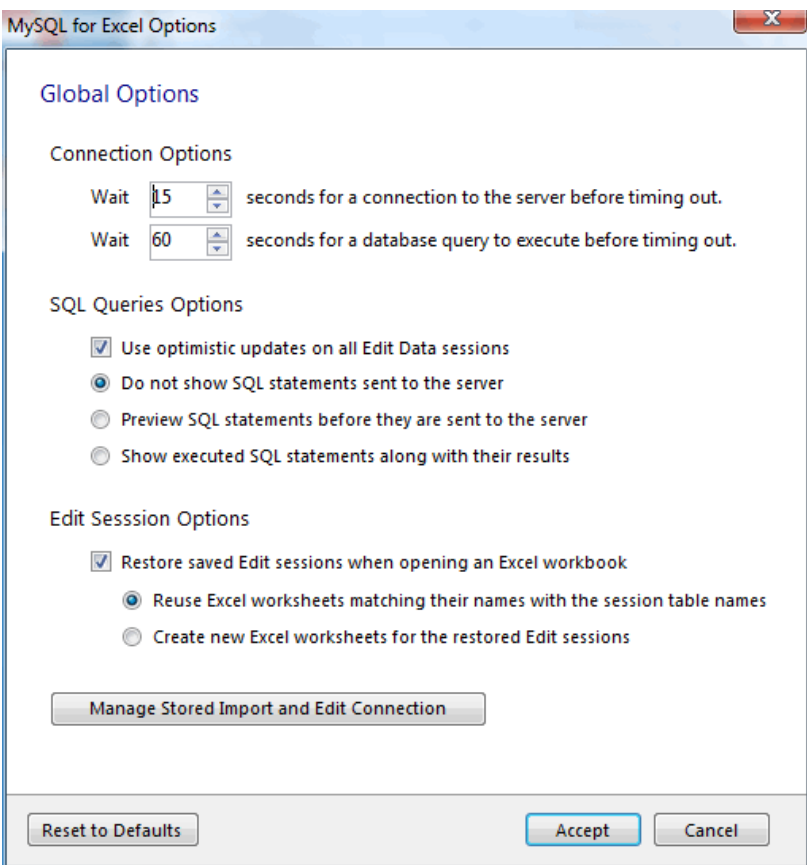 MySQL for Excel Options
X
Global Options
Connection Options
Wait 15 seconds for a connection to the server before timing out.
Wait 60 seconds for a database query to execute before timing out.
SQL Queries Options
Use optimistic updates on all Edit Data sessions
Do not show SQL statements sent to the server
Preview SQL statements before they are sent to the server
Show executed SQL statements along with their results
Edit Sesssion Options
Restore saved Edit sessions when opening an Excel workbook
Reuse Excel worksheets matching their names with the session table names
Create new Excel worksheets for the restored Edit sessions
Manage Stored Import and Edit Connection
Reset to Defaults Accept Cancel